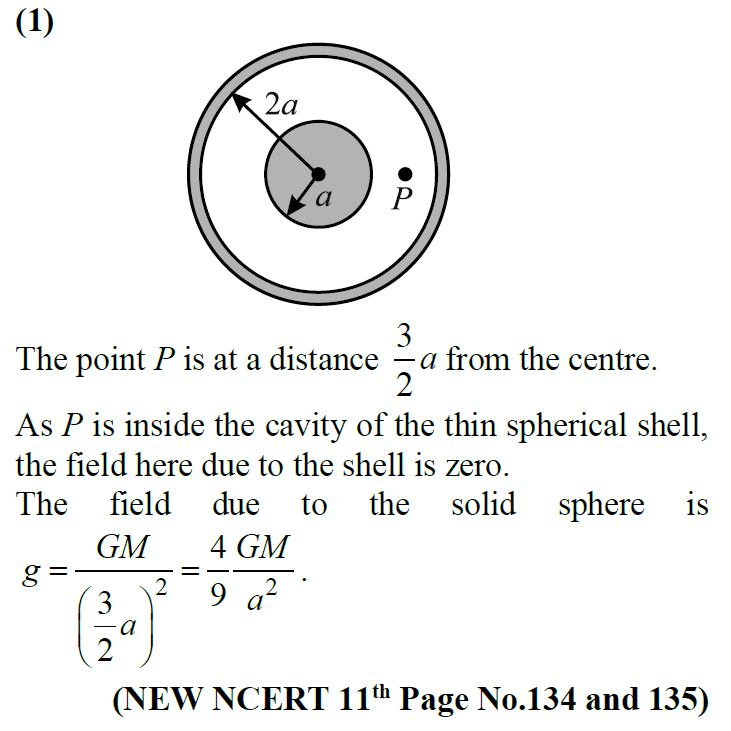 (1)
2a
a
P
The point P is at a distance \frac{3}{2}a from the centre.
As P is inside the cavity of the thin spherical shell,
the field here due to the shell is zero.
The field due to the solid sphere is
g = \frac{GM}{\left(\frac{3}{2}a\right)^2} = \frac{4}{9}\frac{GM}{a^2}.
(NEW NCERT 11th Page No.134 and 135)